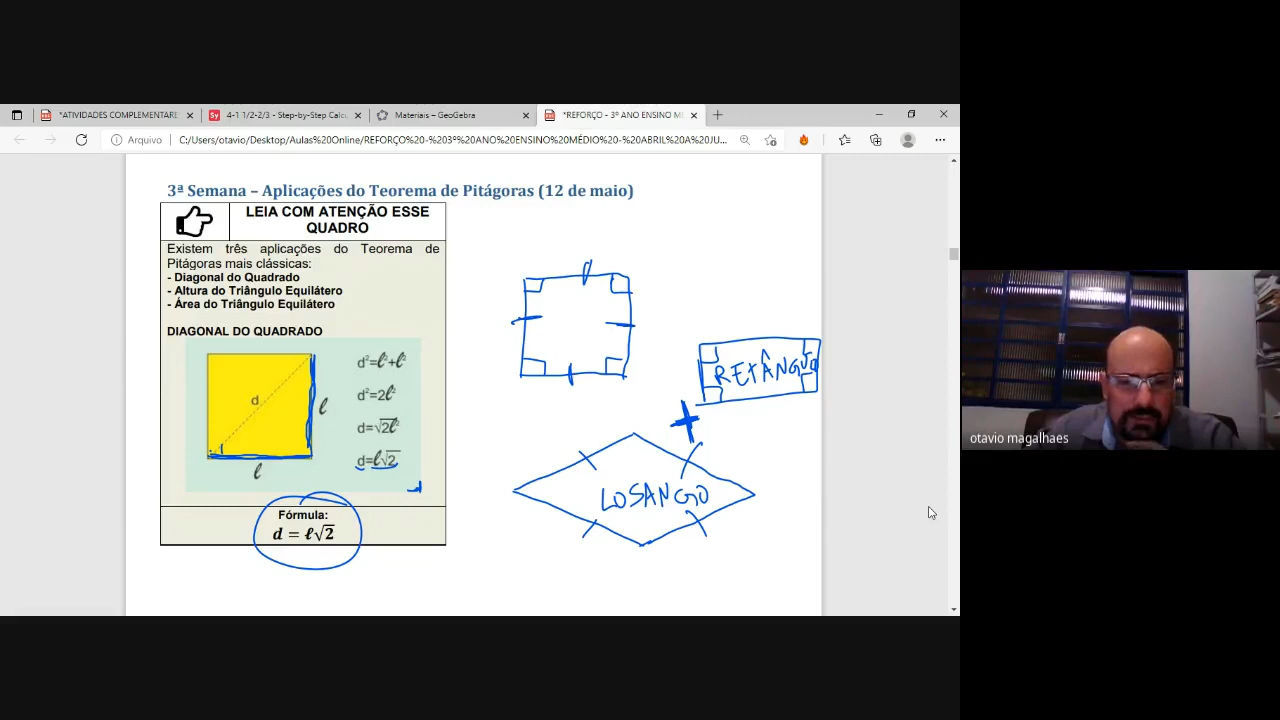 *ATIVIDADES COMPLEMENTARE
4-1 1/2-2/3 - Step-by-Step Calcu
Materiais – GeoGebra
*REFORÇO - 3º ANO ENSINO MÉ
Arquivo
C:/Users/otavio/Desktop/Aulas%20Online/REFORÇO%20-%203º%20ANO%20ENSINO%20MÉDIO%20-%20ABRIL%20A%20JU...
3ª Semana – Aplicações do Teorema de Pitágoras (12 de maio)
LEIA COM ATENÇÃO ESSE
QUADRO
Existem três aplicações do Teorema de
Pitágoras mais clássicas:
- Diagonal do Quadrado
- Altura do Triângulo Equilátero
- Área do Triângulo Equilátero
DIAGONAL DO QUADRADO
d
ℓ
ℓ
d²=ℓ²+ℓ²
d²=2ℓ²
d=√2ℓ²
d=ℓ√2
Fórmula:
d = ℓ√2
RETÂNGULO
+
LOSANGO
otavio magalhaes